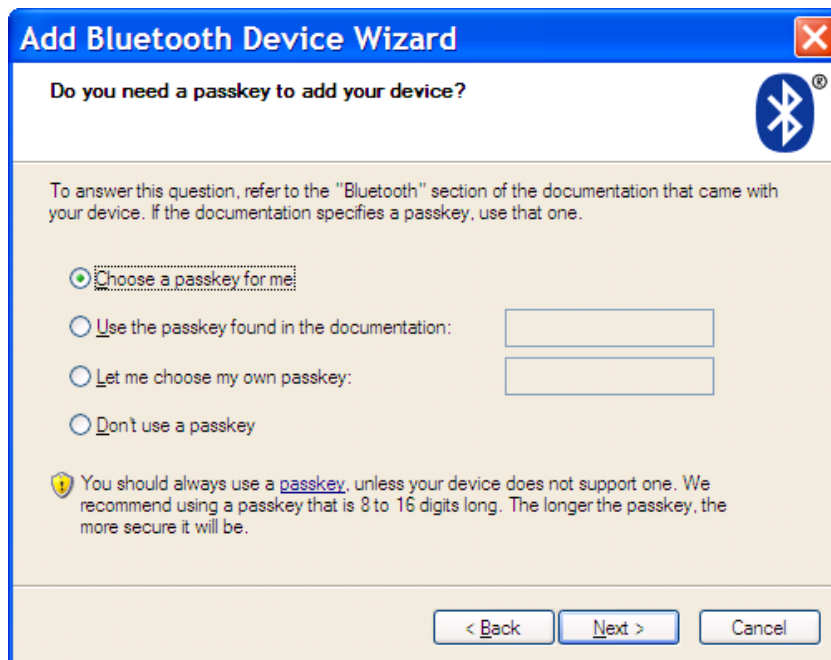 Add Bluetooth Device Wizard
Do you need a passkey to add your device?
®
To answer this question, refer to the "Bluetooth" section of the documentation that came with
your device. If the documentation specifies a passkey, use that one.
Choose a passkey for me
Use the passkey found in the documentation:
Let me choose my own passkey:
Don't use a passkey
You should always use a passkey, unless your device does not support one. We
recommend using a passkey that is 8 to 16 digits long. The longer the passkey, the
more secure it will be.
< Back Next > Cancel